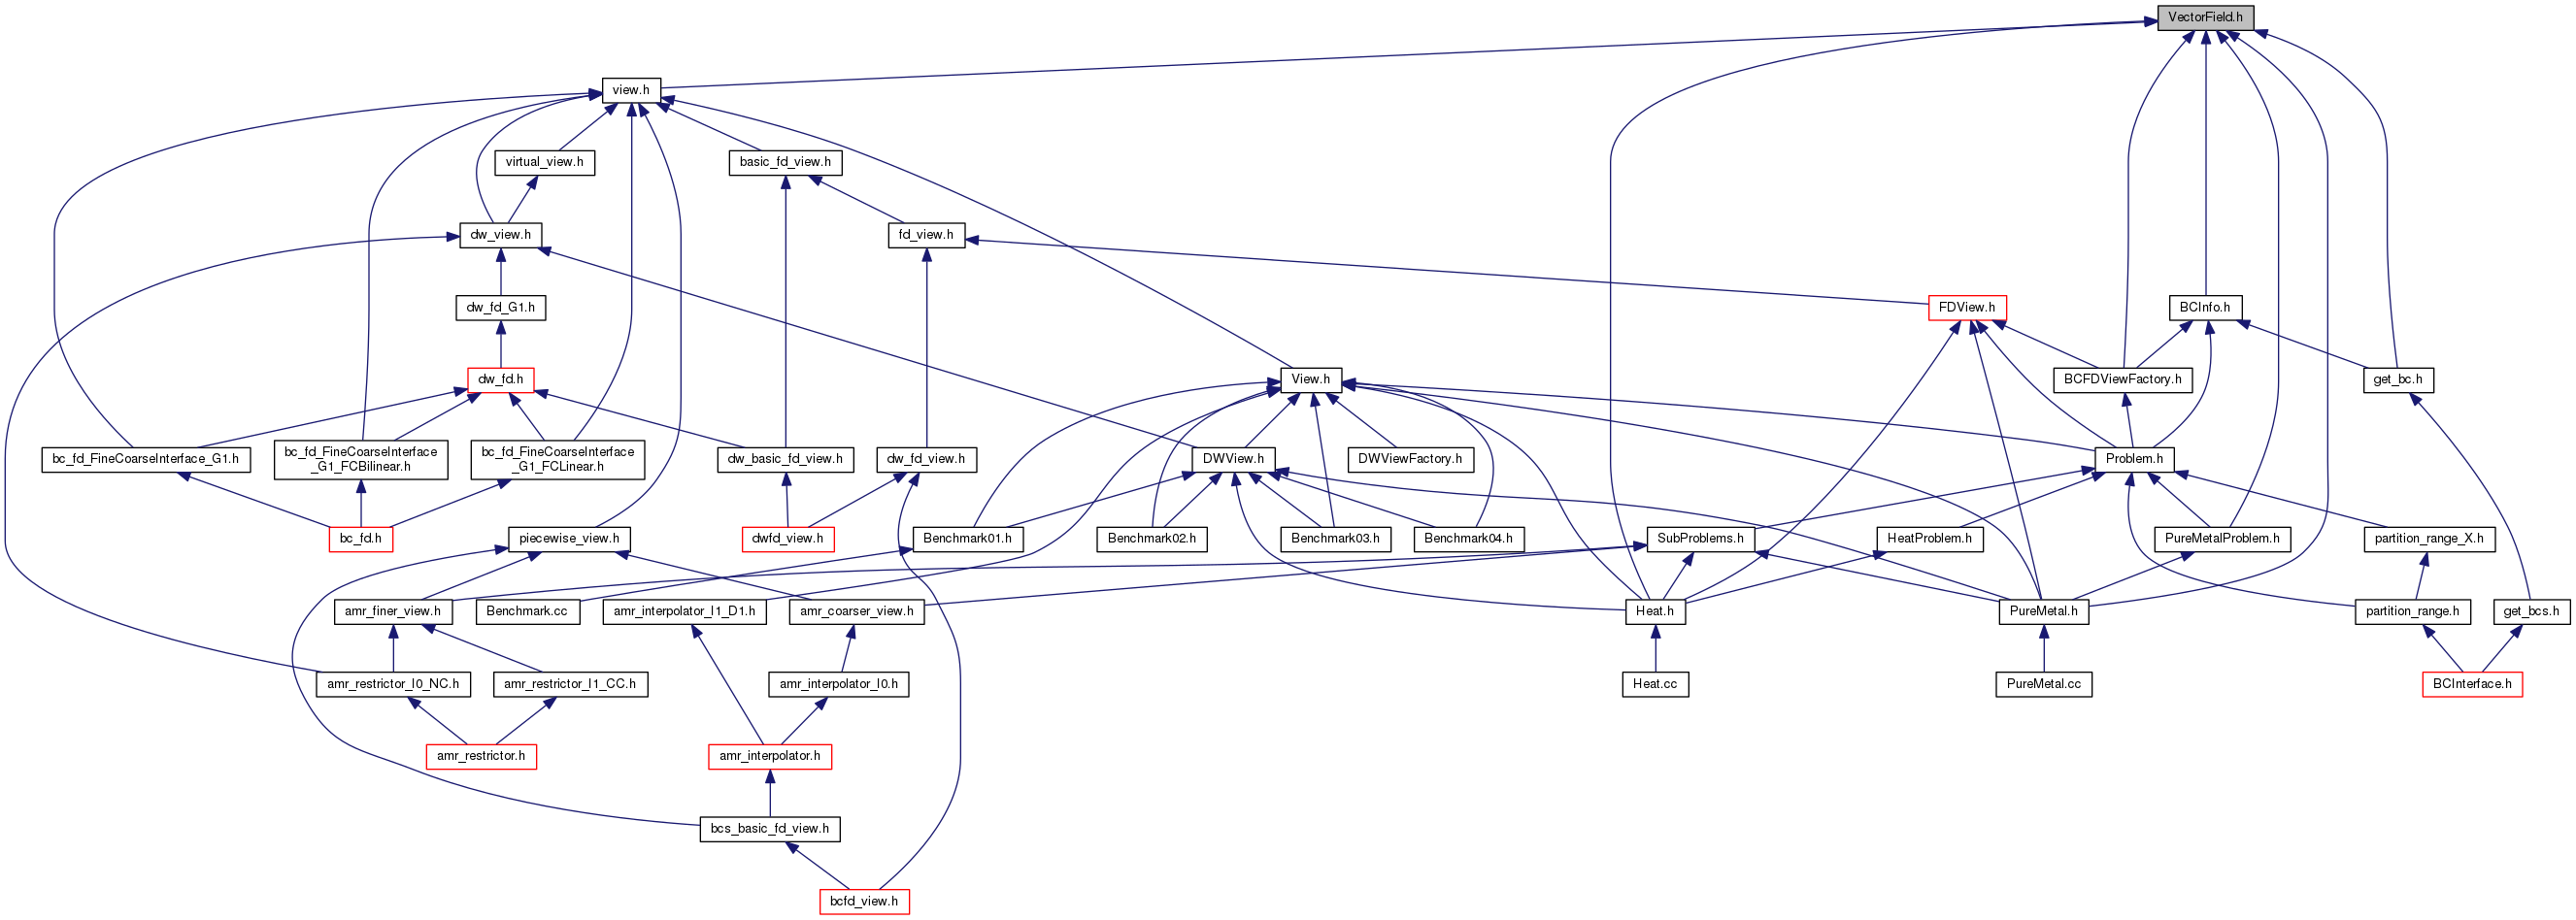 VectorField.h
view.h
virtual_view.h
basic_fd_view.h
dw_view.h
fd_view.h
dw_fd_G1.h
FDView.h
BCInfo.h
dw_fd.h
View.h
BCFDViewFactory.h
get_bc.h
bc_fd_FineCoarseInterface_G1.h
bc_fd_FineCoarseInterface
_G1_FCBilinear.h
bc_fd_FineCoarseInterface
_G1_FCLinear.h
dw_basic_fd_view.h
dw_fd_view.h
DWView.h
DWViewFactory.h
Problem.h
bc_fd.h
piecewise_view.h
dwfd_view.h
Benchmark01.h
Benchmark02.h
Benchmark03.h
Benchmark04.h
SubProblems.h
HeatProblem.h
PureMetalProblem.h
partition_range_X.h
amr_finer_view.h
Benchmark.cc
amr_interpolator_I1_D1.h
amr_coarser_view.h
Heat.h
PureMetal.h
partition_range.h
get_bcs.h
amr_restrictor_I0_NC.h
amr_restrictor_I1_CC.h
amr_interpolator_I0.h
Heat.cc
PureMetal.cc
BCInterface.h
amr_restrictor.h
amr_interpolator.h
bcs_basic_fd_view.h
bcfd_view.h